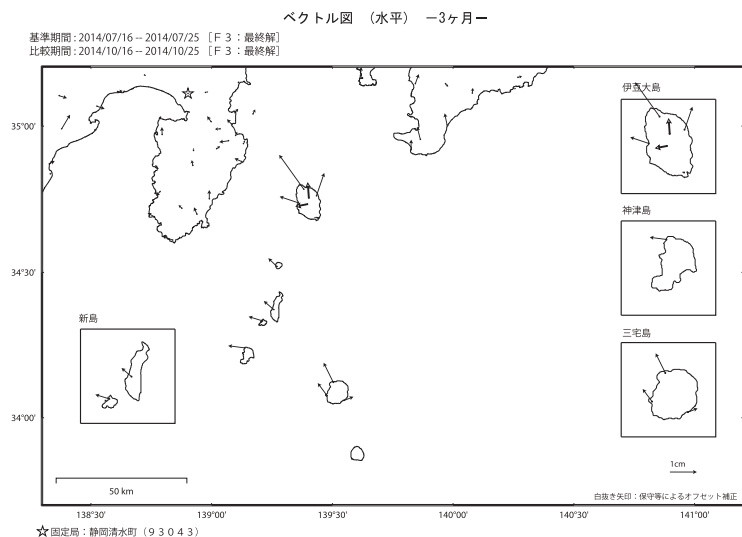 ベクトル図　（水平）　ー3ヶ月ー
基準期間 : 2014/07/16 -- 2014/07/25 ［Ｆ３：最終解］
比較期間 : 2014/10/16 -- 2014/10/25 ［Ｆ３：最終解］
伊豆大島
35°00'
神津島
34°30'
新島
三宅島
34°00'
1cm
50 km
白抜き矢印：保守等によるオフセット補正
138°30' 139°00' 139°30' 140°00' 140°30' 141°00'
☆固定局：静岡清水町（９３０４３）